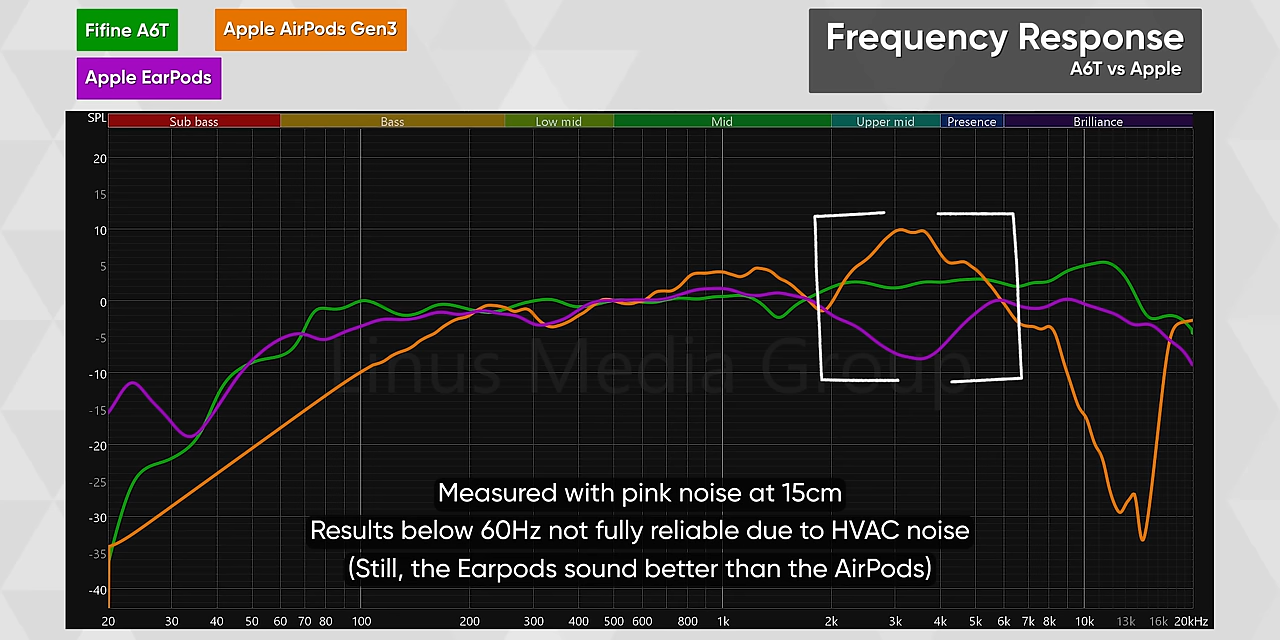 Fifine A6T
Apple AirPods Gen3
Apple EarPods
Frequency Response
A6T vs Apple
SPL
Sub bass
Bass
Low mid
Mid
Upper mid
Presence
Brilliance
20
15
10
5
0
-5
-10
-15
-20
-25
-30
-35
-40
Linus Media Group
Measured with pink noise at 15cm
Results below 60Hz not fully reliable due to HVAC noise
(Still, the Earpods sound better than the AirPods)
20 30 40 50 60 70 80 100 200 300 400 500 600 800 1k 2k 3k 4k 5k 6k 7k 8k 10k 13k 16k 20kHz